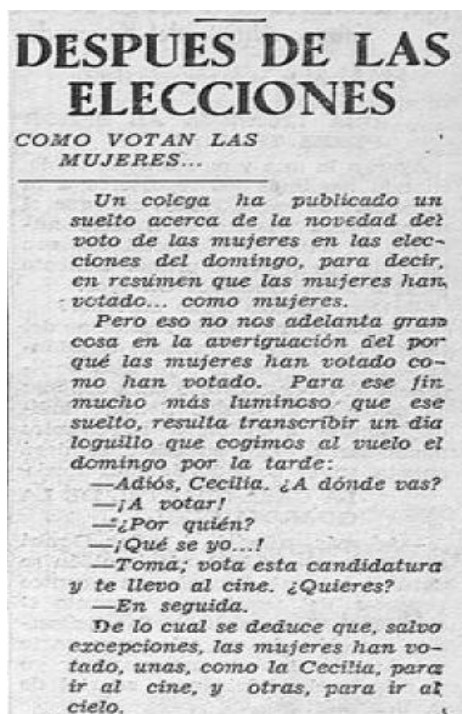 DESPUES DE LAS
ELECCIONES
COMO VOTAN LAS
MUJERES...
Un colega ha publicado un
suelto acerca de la novedad del
voto de las mujeres en las elec-
ciones del domingo, para decir,
en resúmen que las mujeres han
votado... como mujeres.
Pero eso no nos adelanta gran
cosa en la averiguación del por
qué las mujeres han votado co-
mo han votado. Para ese fin
mucho más luminoso que ese
suelto, resulta transcribir un dia
loguillo que cogimos al vuelo el
domingo por la tarde:
—Adiós, Cecilia. ¿A dónde vas?
—¡A votar!
—¿Por quién?
—¡Qué se yo...!
—Toma; vota esta candidatura
y te llevo al cine. ¿Quieres?
—En seguida.
De lo cual se deduce que, salvo
excepciones, las mujeres han vo-
tado, unas, como la Cecilia, para
ir al cine, y otras, para ir al
cielo.